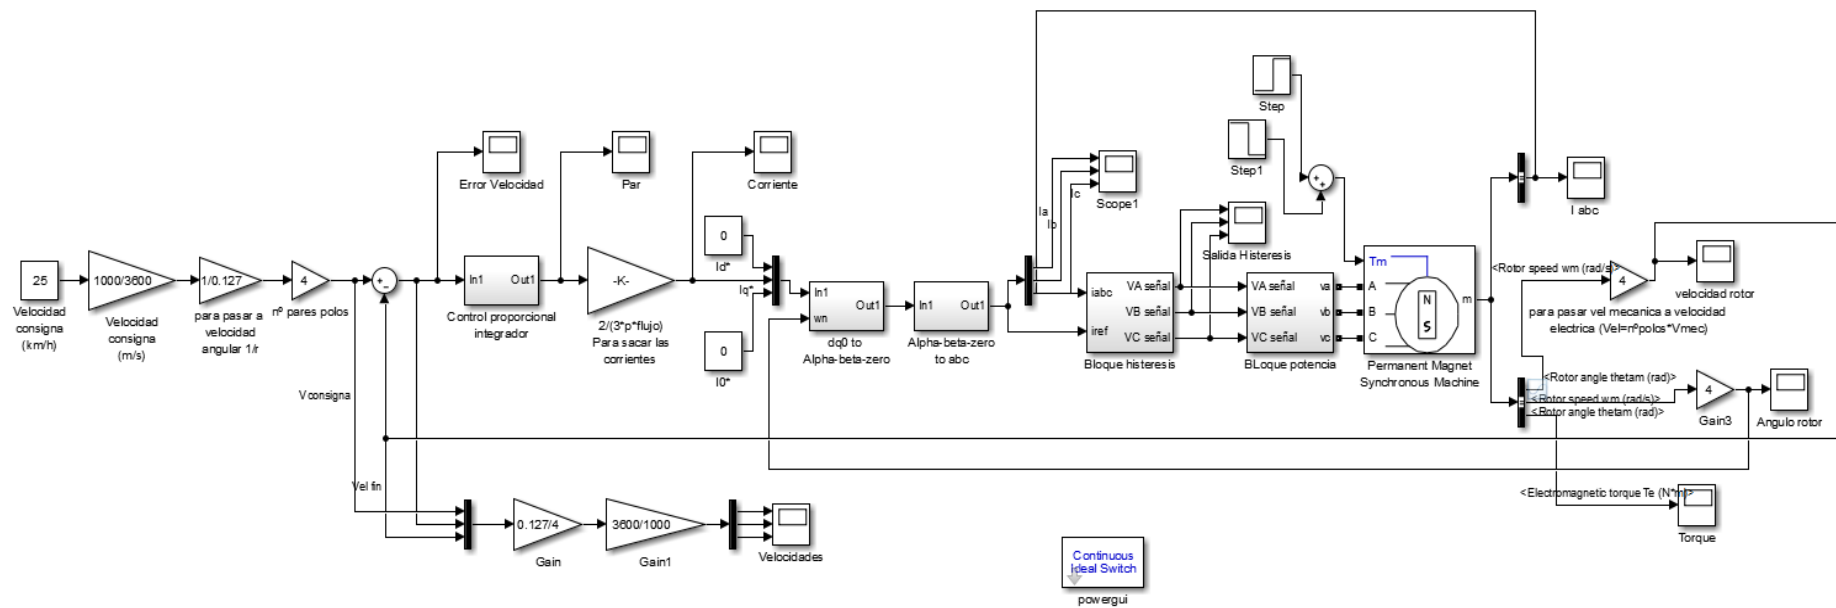 25
Velocidad
consigna
(km/h)
1000/3600
Velocidad
consigna
(m/s)
1/0.127
para pasar a
velocidad
angular 1/r
4
nº pares polos
+
−
Error Velocidad
In1
Out1
Control proporcional
integrador
Par
-K-
2/(3*p*flujo)
Para sacar las
corrientes
Corriente
0
Id*
Iq*
0
I0*
In1
wn
Out1
dq0 to
Alpha-beta-zero
In1
Out1
Alpha-beta-zero
to abc
Ia
Ib
Ic
Scope1
iabc
iref
VA señal
VB señal
VC señal
Bloque histeresis
Salida Histeresis
VA señal
VB señal
VC señal
va
vb
vc
BLoque potencia
Step
Step1
+
+
Tm
A
B
C
N
S
m
Permanent Magnet
Synchronous Machine
I abc
<Rotor speed wm (rad/s)>
4
velocidad rotor
para pasar vel mecanica a velocidad
electrica (Vel=nºpolos*Vmec)
<Rotor angle thetam (rad)>
<Rotor speed wm (rad/s)>
<Rotor angle thetam (rad)>
4
Gain3
Angulo rotor
<Electromagnetic torque Te (N*m)>
Torque
V consigna
Vel fin
0.127/4
Gain
3600/1000
Gain1
Velocidades
Continuous
Ideal Switch
powergui